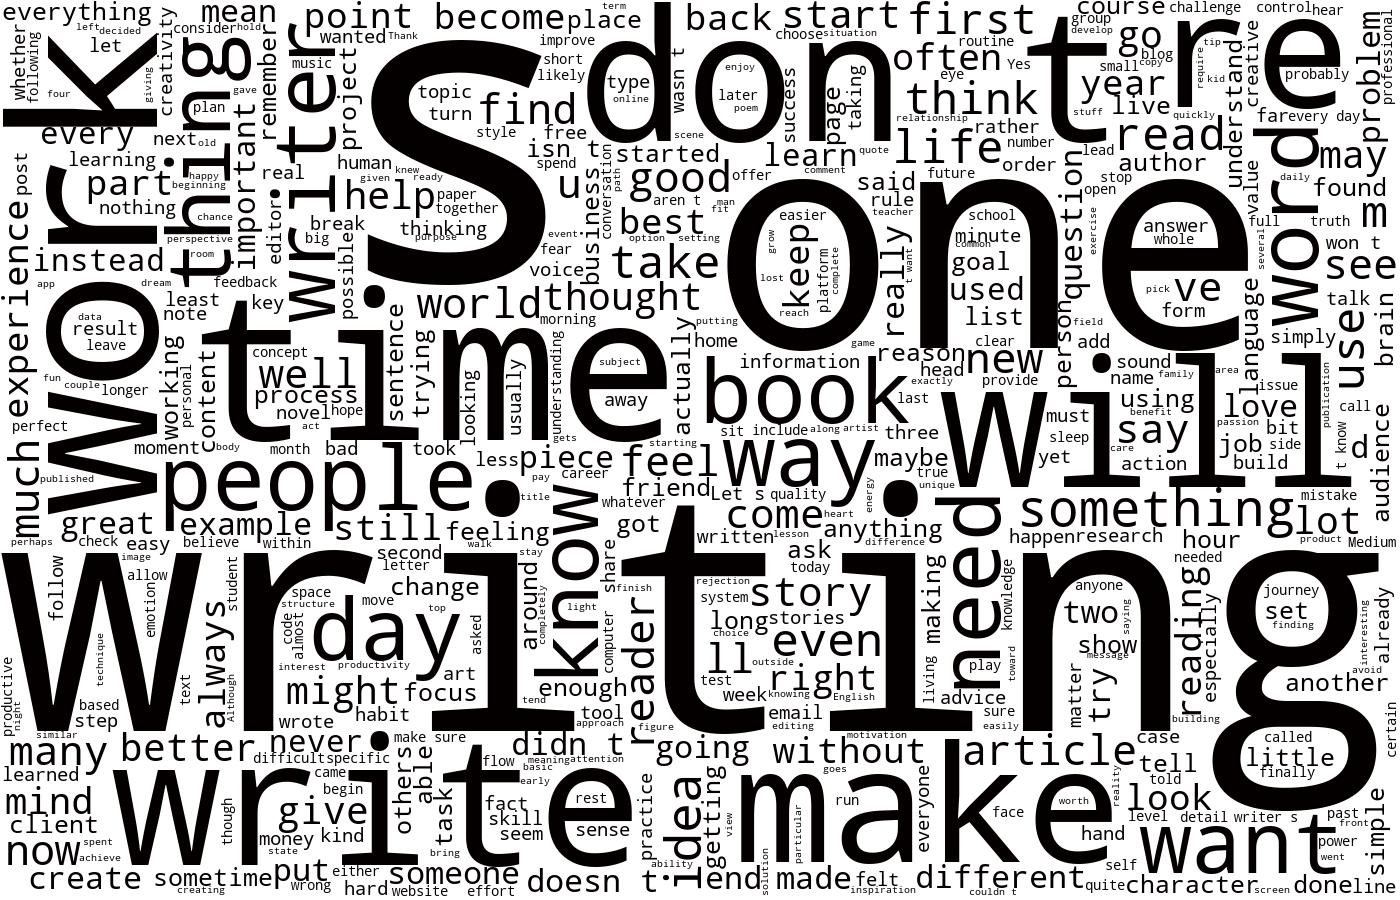 everything
k
thing
mean
writer
point
wanted
Thank
become
place
term
s
don
t
back
start
first
course
group
develop
challenge
control
hear
re
problem
professional
left
decided
let
consider
hold
whether
following
creativity
giving
four
remember
music
project
improve
short
likely
choose
situation
routine
often
eye
Yes
go
blog
small
copy
year
tip
require
kid
creative
understand
probably
topic
turn
find
style
type
online
wasn t
enjoy
later
poem
success
page
taking
think
relationship
stuff
live
quickly
far
every day
gave
plan
every
next
old
important
real
editor
human
given
knew
ready
free
isn t
spend
scene
started
learn
quote
life
rather
number
order
lead
read
author
value
word
may
post
learning
part
nothing
happy
beginning
chance
perspective
room
help
paper
together
break
big
thinking
purpose
u
business
conversation
path
good
offer
comment
aren t
man
fit
best
option
setting
said
rule
teacher
future
stop
open
question
exercise
daily
found
full
truth
m
several
won t
see
experience
instead
app
dream
feedback
possible
event
fear
voice
take
one
easier
grow
keep
lost
platform
complete
reach
really
t want
school
minute
common
goal
used
list
clear
answer
whole
pick
ve
form
language
simply
talk
use
brain
work
data
result
leave
least
note
key
time
world
thought
morning
sentence
trying
understanding
subject
away
actually
putting
home
game
information
reason
head
exactly
new
provide
person
field
add
fun
couple
longer
working
personal
content
concept
well
process
novel
hope
act
looking
usually
gets
book
last
will
must
sleep
yet
sound
name
family
area
using
benefit
say
care
action
love
passion
issue
bit
job
side
build
publication
call
t know
d
audience
perfect
much
published
moment
body
month
bad
took
people
less
piece
career
pay
title
starting
feel
friend
whatever
sit
include
along
artist
three
way
maybe
true
unique
Let s
quality
energy
something
mistake
lot
great
example
still
feeling
know
got
come
heart
written
lesson
anything
difference
need
happen
research
hour
product
Medium
perhaps
check
easy
believe
within
walk
image
allow
second
letter
change
stay
ask
today
needed
writing
follow
emotion
student
space
structure
code
almost
day
move
top
asked
around
completely
light
share
computer
finish
rejection
system
story
long
stories
choice
even
making
knowledge
anyone
two
saying
show
message
reading
especially
journey
set
finding
interesting
already
technique
text
always
Although
interest
productivity
art
might
focus
enough
reader
ll
outside
test
week
knowing
English
right
living
play
toward
advice
matter
try
another
avoid
productive
night
based
step
wrote
habit
tend
tool
approach
figure
email
editing
sure
easily
building
certain
similar
many
better
never
make sure
didn t
going
without
motivation
article
case
called
little
finally
difficult
specific
others
able
flow
meaning
attention
basic
early
learned
mind
write
came
begin
give
though
task
fact
skill
seem
rest
sense
practice
idea
getting
view
make
goes
run
particular
everyone
face
worth
reality
tell
told
look
client
money
kind
hand
level
detail
writer s
past
front
simple
now
spent
achieve
state
bring
want
power
went
create
sometime
creating
put
wrong
either
hard
someone
website
effort
doesn t
ability
end
solution
made
felt
inspiration
different
couldn t
self
quite
character
screen
done
line